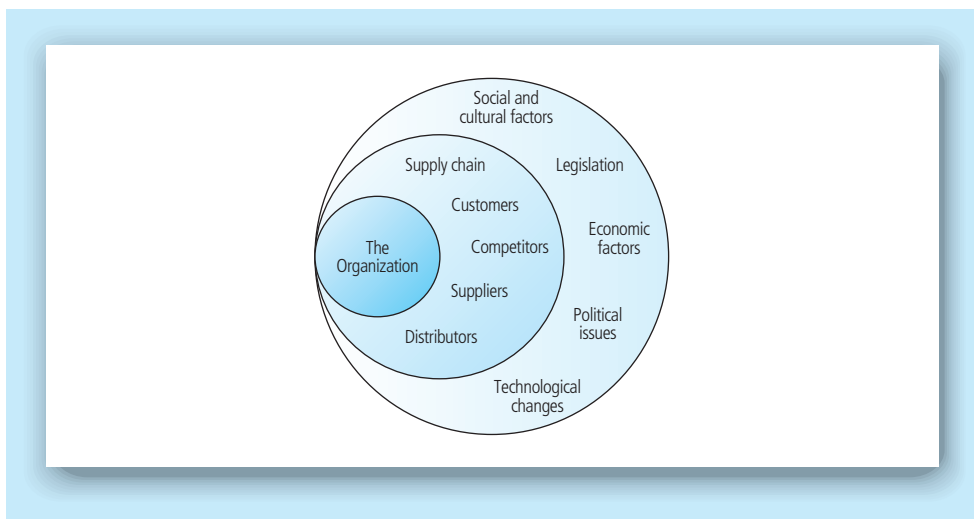 Social and
cultural factors
Supply chain
Legislation
Customers
Economic
factors
Competitors
The
Organization
Suppliers
Political
issues
Distributors
Technological
changes